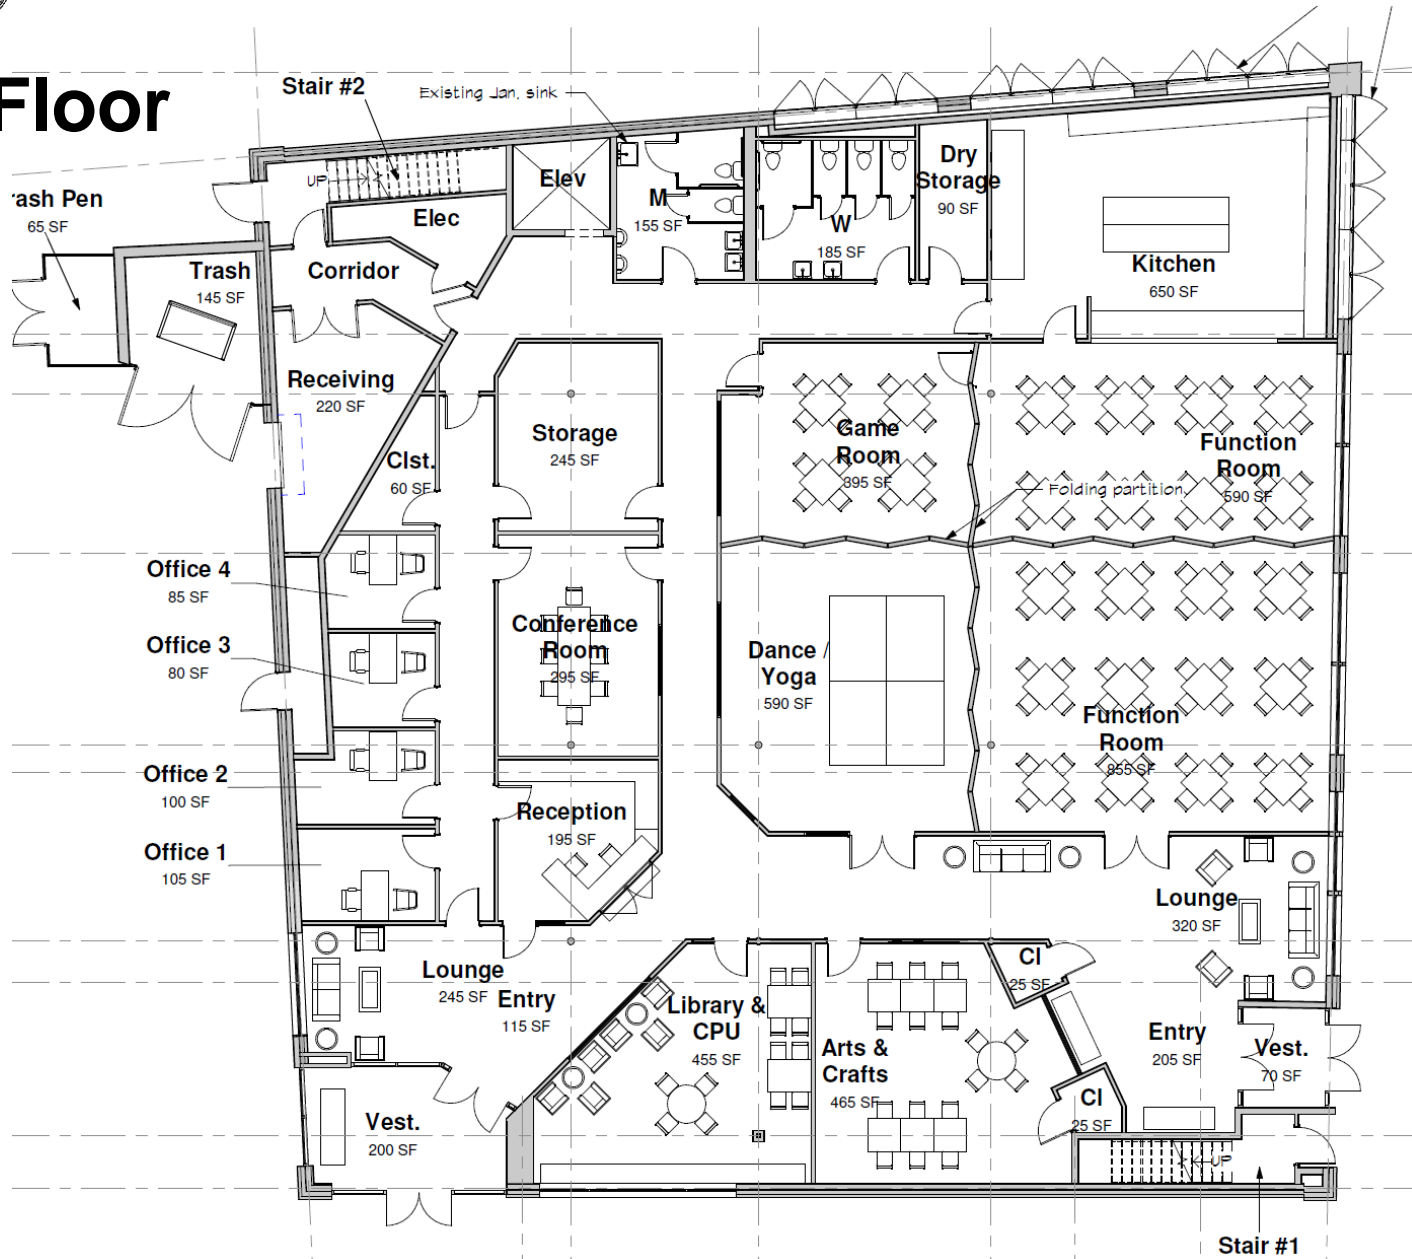 Floor
Stair #2
Existing Jan. sink
rash Pen
65 SF
UP
Elec
Elev
M
155 SF
W
185 SF
Dry
Storage
90 SF
Kitchen
650 SF
Trash
145 SF
Corridor
Receiving
220 SF
Clst.
60 SF
Storage
245 SF
Game
Room
395 SF
Function
Room
590 SF
Folding partition
Office 4
85 SF
Office 3
80 SF
Office 2
100 SF
Office 1
105 SF
Conference
Room
295 SF
Dance /
Yoga
590 SF
Function
Room
855 SF
Reception
195 SF
Lounge
320 SF
Lounge
245 SF
Entry
115 SF
Library &
CPU
455 SF
Arts &
Crafts
465 SF
Cl
25 SF
Entry
205 SF
Vest.
70 SF
Cl
25 SF
Vest.
200 SF
UP
Stair #1